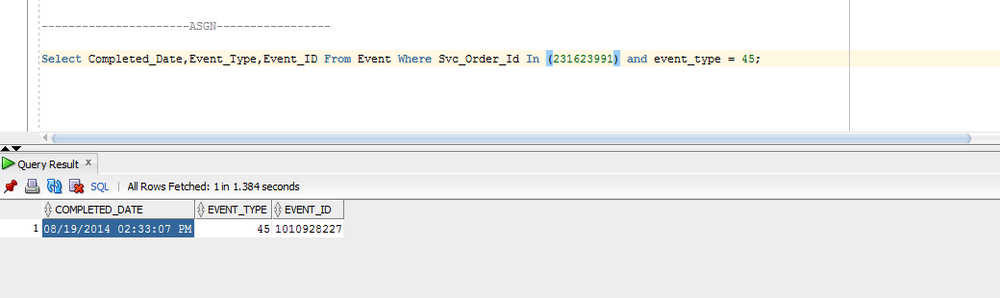 ----------------------ASGN-----------------
Select Completed_Date,Event_Type,Event_ID From Event Where Svc_Order_Id In (231623991) and event_type = 45;
Query Result x
SQL | All Rows Fetched: 1 in 1.384 seconds
COMPLETED_DATE EVENT_TYPE EVENT_ID
1 08/19/2014 02:33:07 PM 45 1010928227